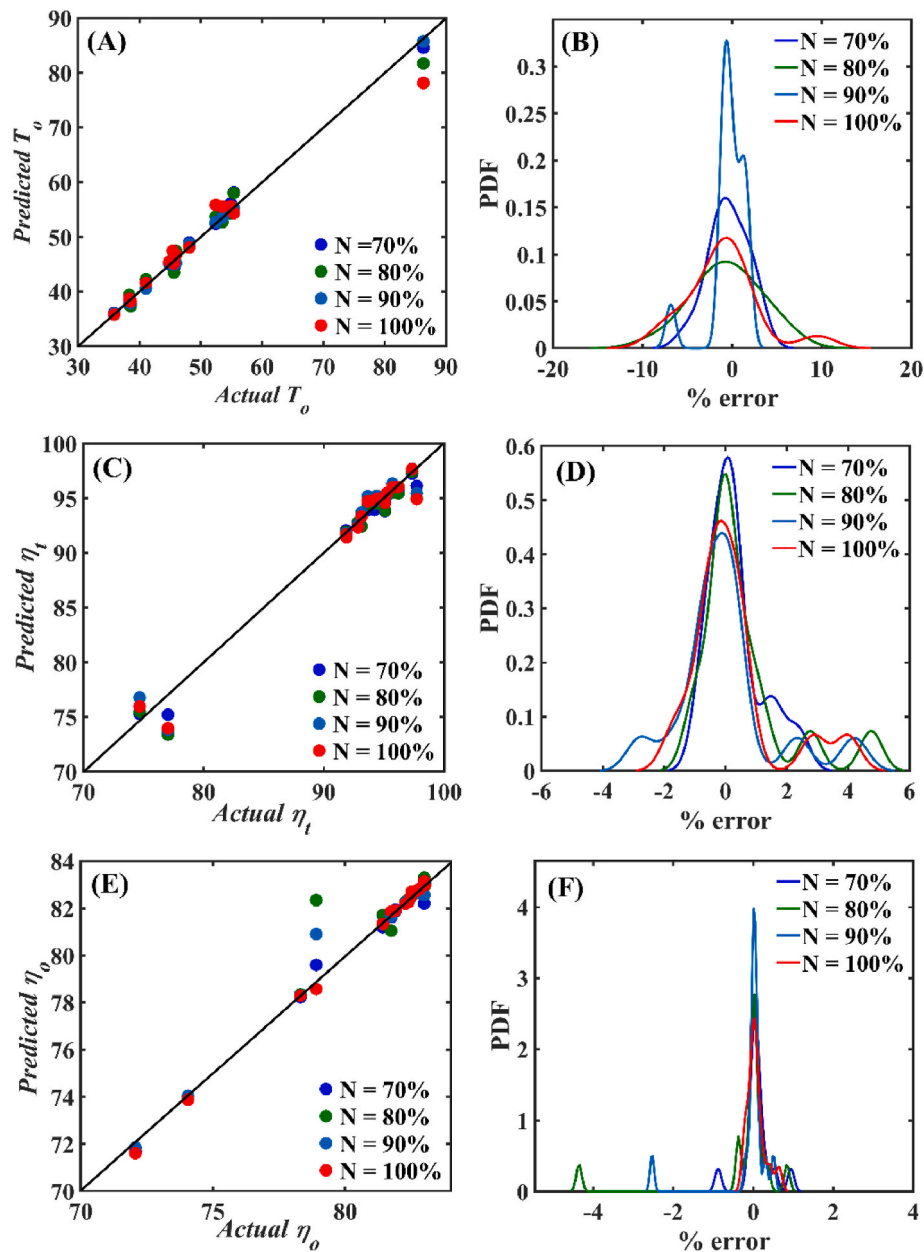 (A)
90
80
70
60
50
40
30
30 40 50 60 70 80 90
Predicted T_o
Actual T_o
N =70%
N = 80%
N = 90%
N = 100%
(B)
0.3
0.25
0.2
0.15
0.1
0.05
0
-20 -10 0 10 20
PDF
% error
N = 70%
N = 80%
N = 90%
N = 100%
(C)
100
95
90
85
80
75
70
70 80 90 100
Predicted η_t
Actual η_t
N = 70%
N = 80%
N = 90%
N = 100%
(D)
0.6
0.5
0.4
0.3
0.2
0.1
0
-6 -4 -2 0 2 4 6
PDF
% error
N = 70%
N = 80%
N = 90%
N = 100%
(E)
84
82
80
78
76
74
72
70
70 75 80
Predicted η_o
Actual η_o
N = 70%
N = 80%
N = 90%
N = 100%
(F)
4
3
2
1
0
-4 -2 0 2 4
PDF
% error
N = 70%
N = 80%
N = 90%
N = 100%